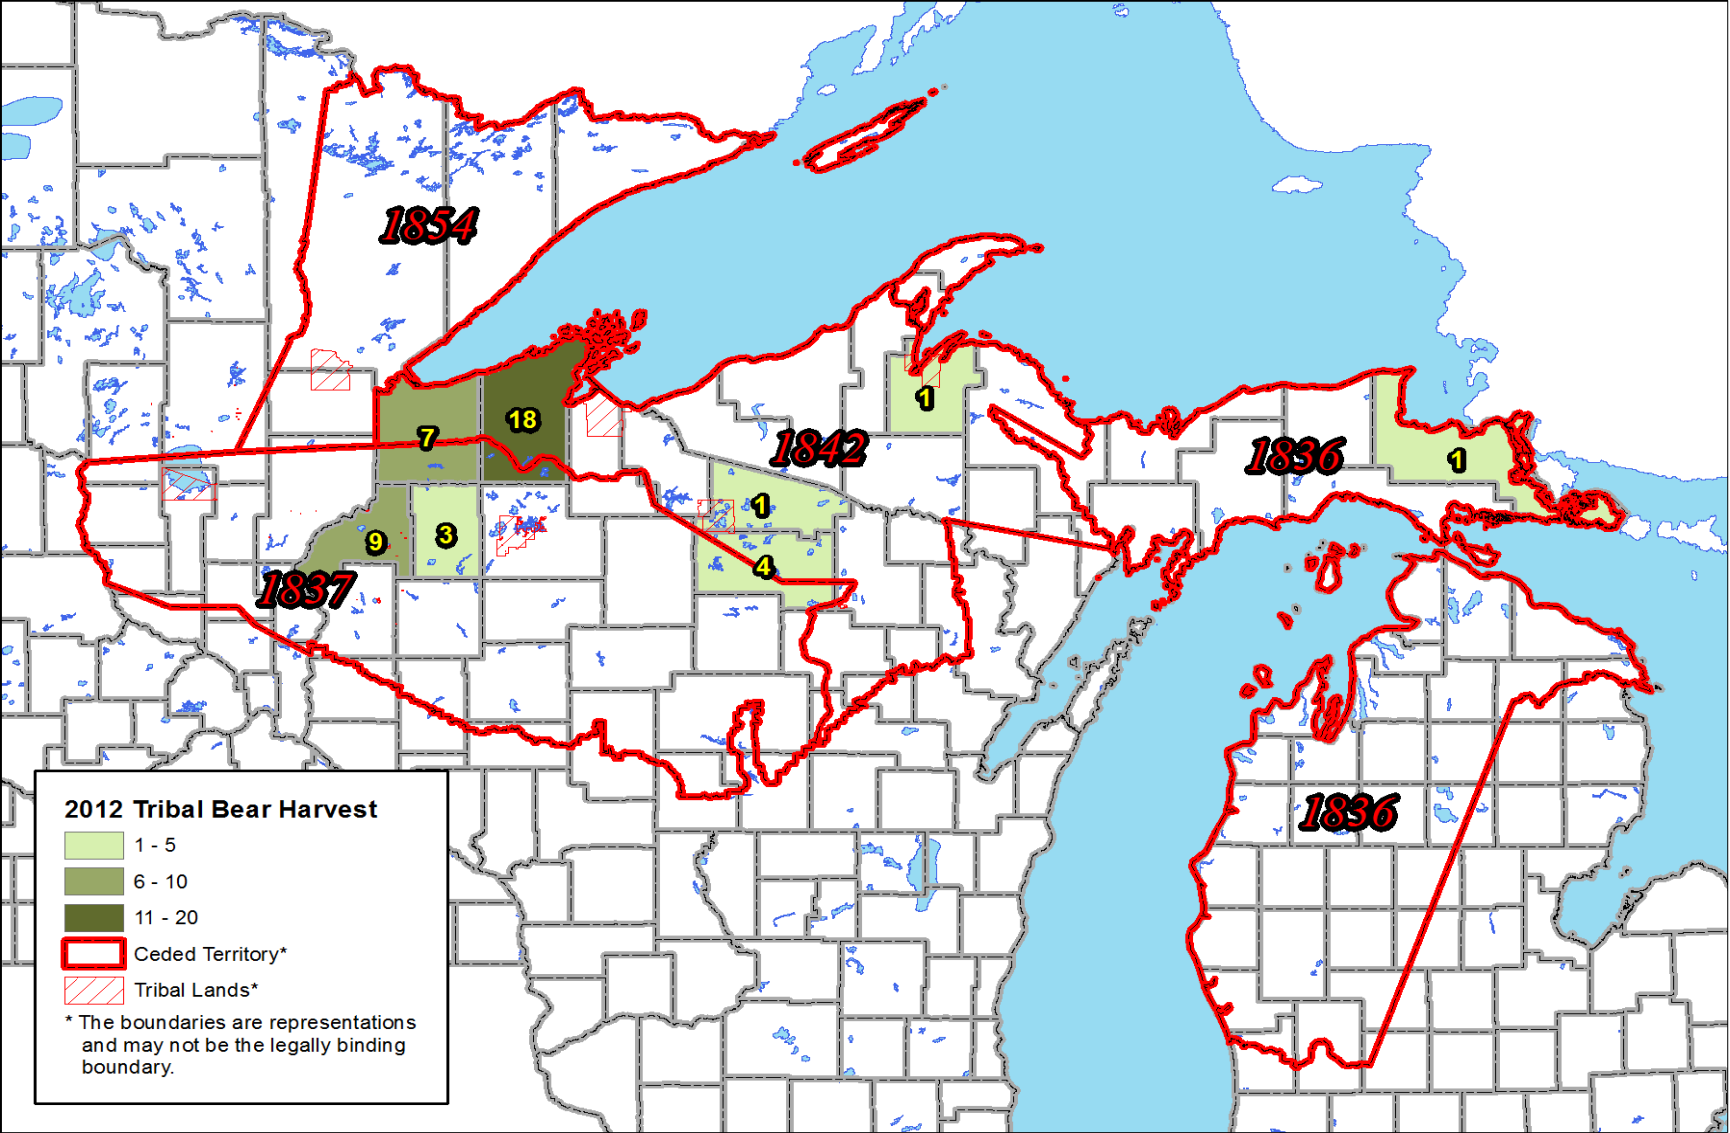 1854
18
7
1
1842
1836
1
1
3
9
4
1837
1836
2012 Tribal Bear Harvest
1 - 5
6 - 10
11 - 20
Ceded Territory*
Tribal Lands*
* The boundaries are representations
and may not be the legally binding
boundary.